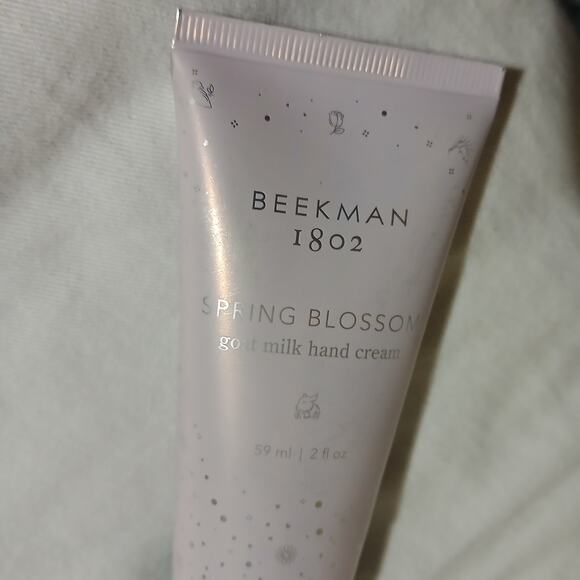 BEEKMAN
1802
SPRING BLOSSOM
goat milk hand cream
59 ml | 2 fl oz